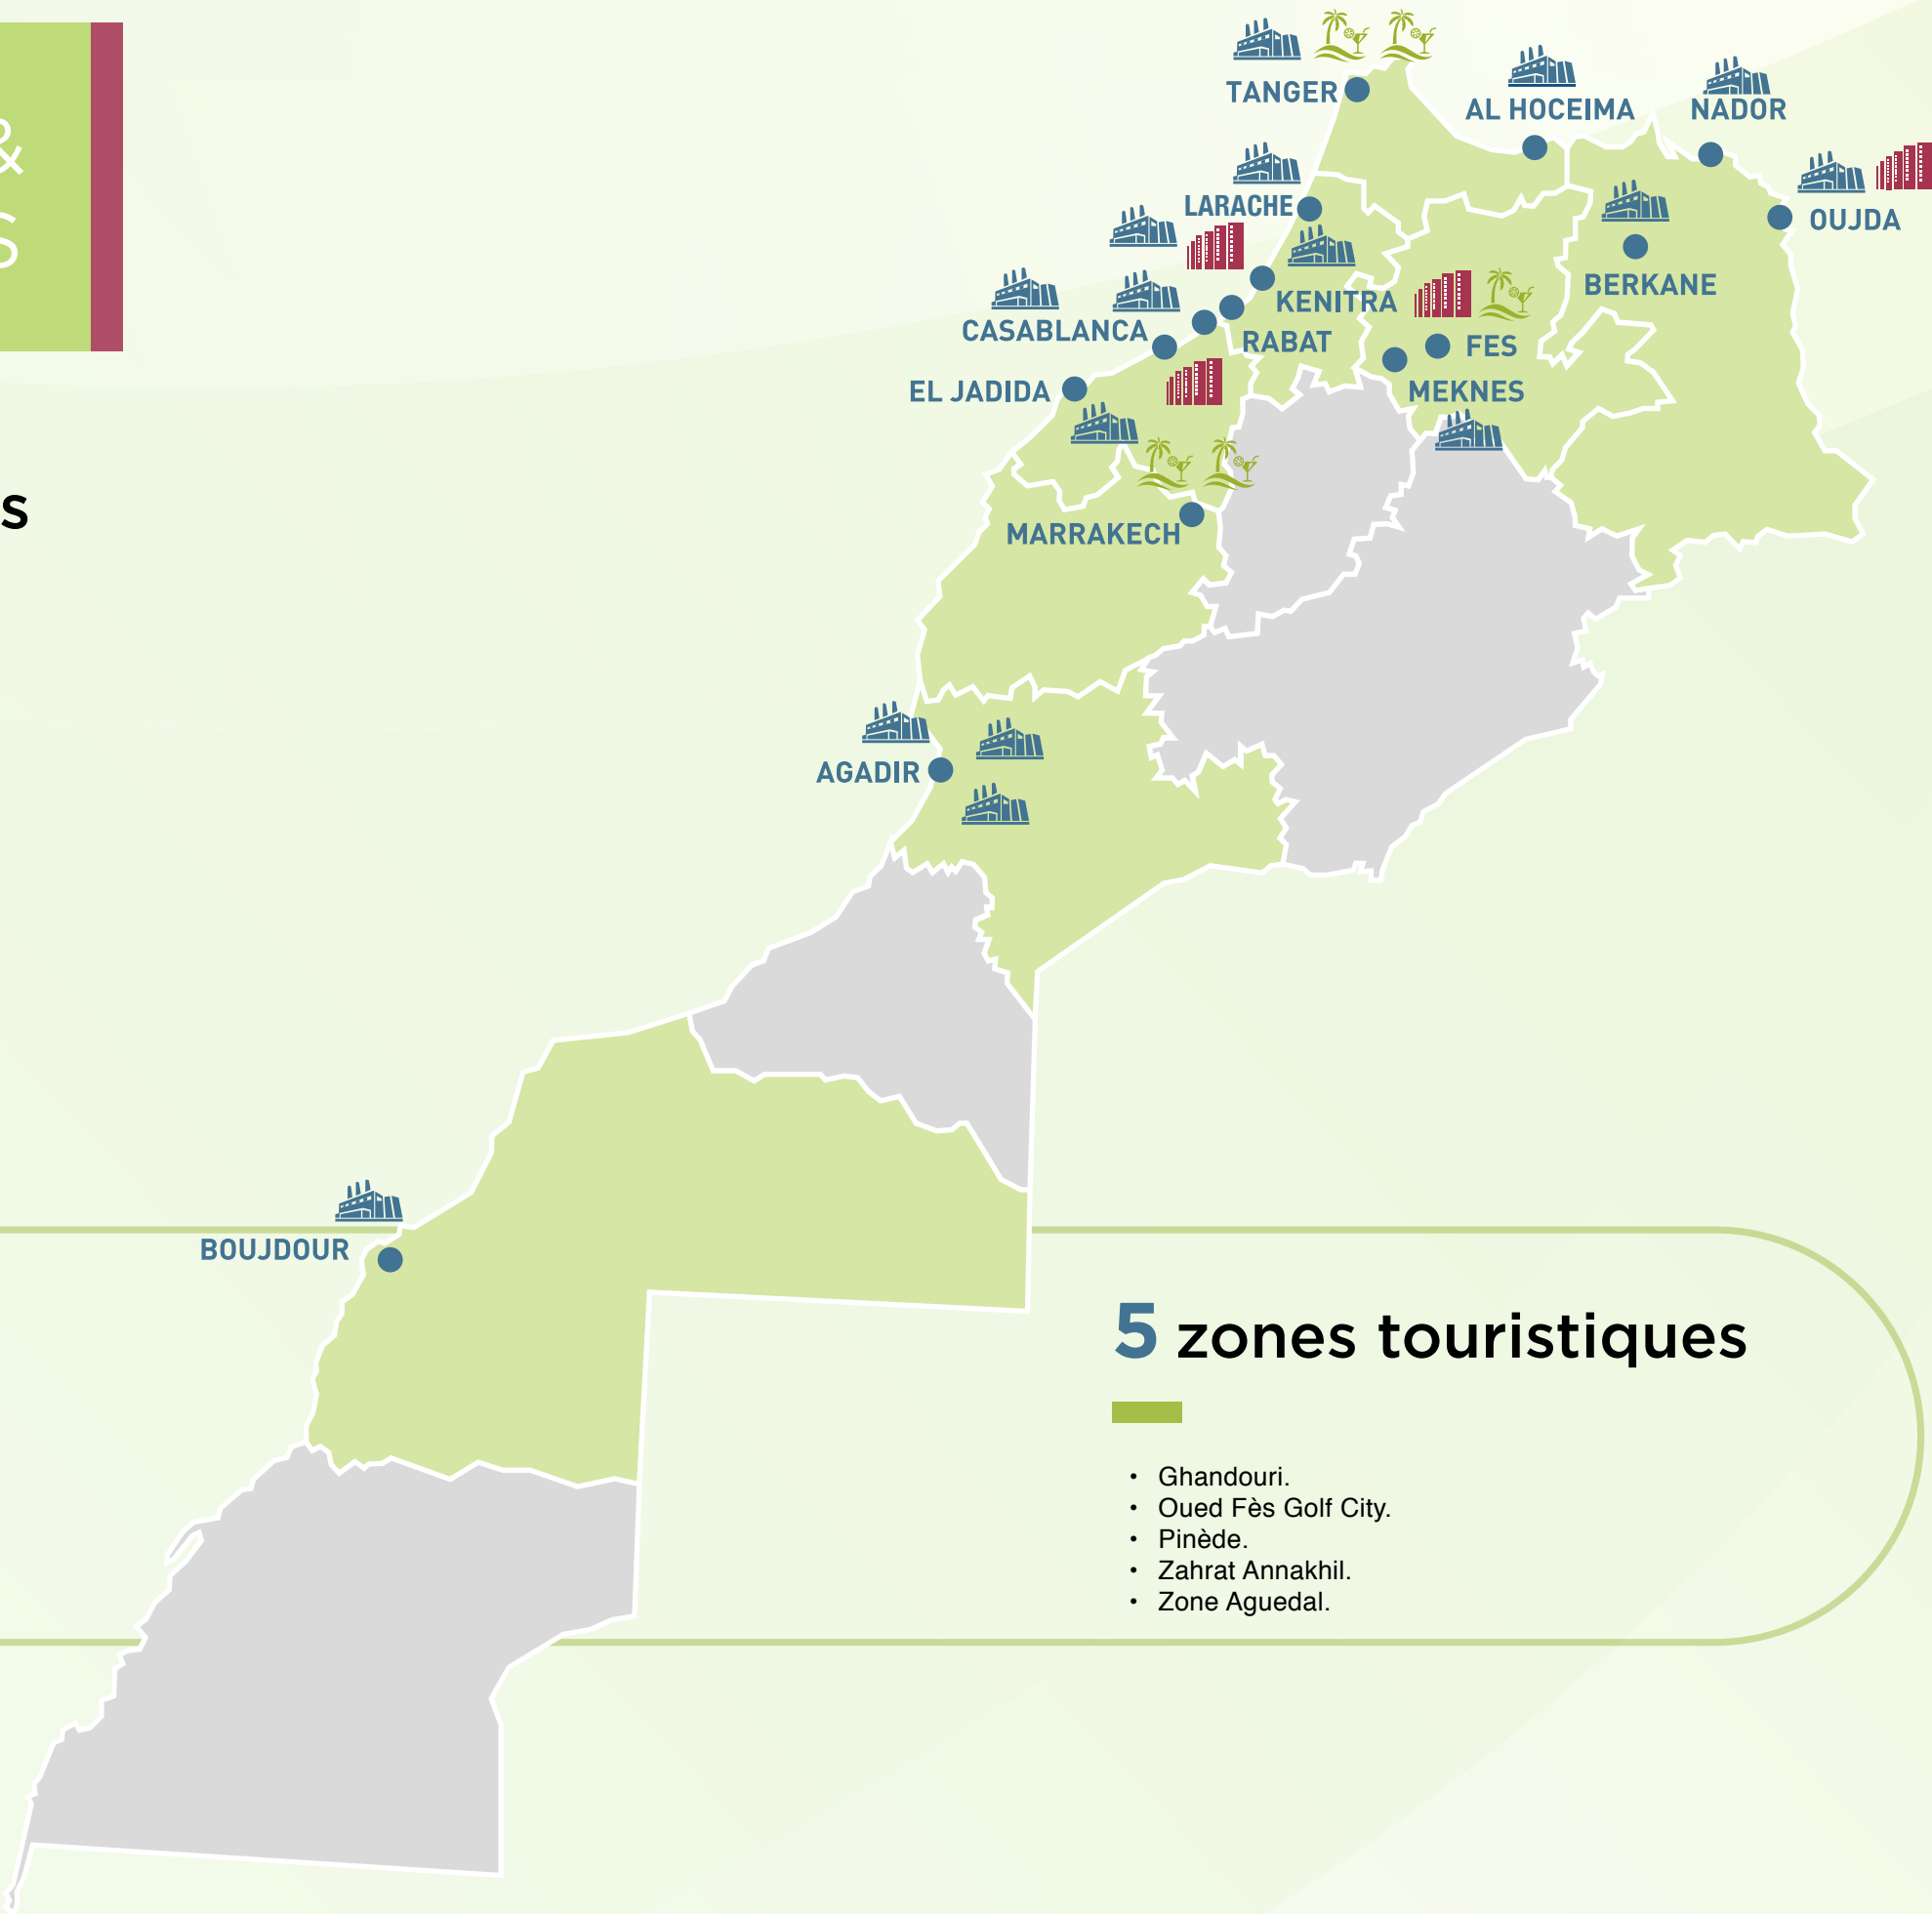 &
S
s
TANGER
AL HOCEIMA
NADOR
LARACHE
OUJDA
BERKANE
KENITRA
CASABLANCA
RABAT
FES
EL JADIDA
MEKNES
MARRAKECH
AGADIR
BOUJDOUR
5 zones touristiques
• Ghandouri.
• Oued Fès Golf City.
• Pinède.
• Zahrat Annakhil.
• Zone Aguedal.